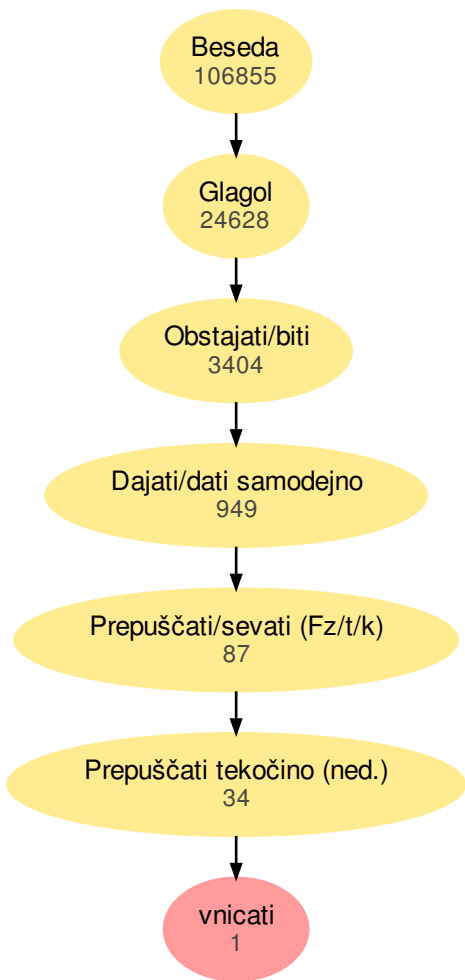 Beseda
106855
Glagol
24628
Obstajati/biti
3404
Dajati/dati samodejno
949
Prepuščati/sevati (Fz/t/k)
87
Prepuščati tekočino (ned.)
34
vnicati
1